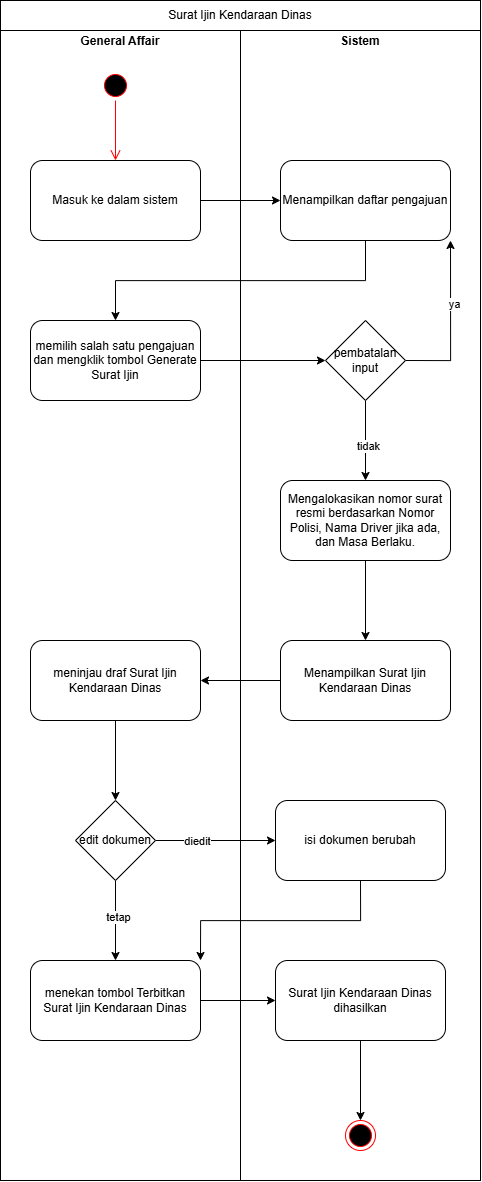 Surat Ijin Kendaraan Dinas
General Affair
Sistem
Masuk ke dalam sistem
Menampilkan daftar pengajuan
ya
memilih salah satu pengajuan
dan mengklik tombol Generate
Surat Ijin
pembatalan
input
tidak
Mengalokasikan nomor surat
resmi berdasarkan Nomor
Polisi, Nama Driver jika ada,
dan Masa Berlaku.
meninjau draf Surat Ijin
Kendaraan Dinas
Menampilkan Surat Ijin
Kendaraan Dinas
edit dokumen
diedit
isi dokumen berubah
tetap
menekan tombol Terbitkan
Surat Ijin Kendaraan Dinas
Surat Ijin Kendaraan Dinas
dihasilkan